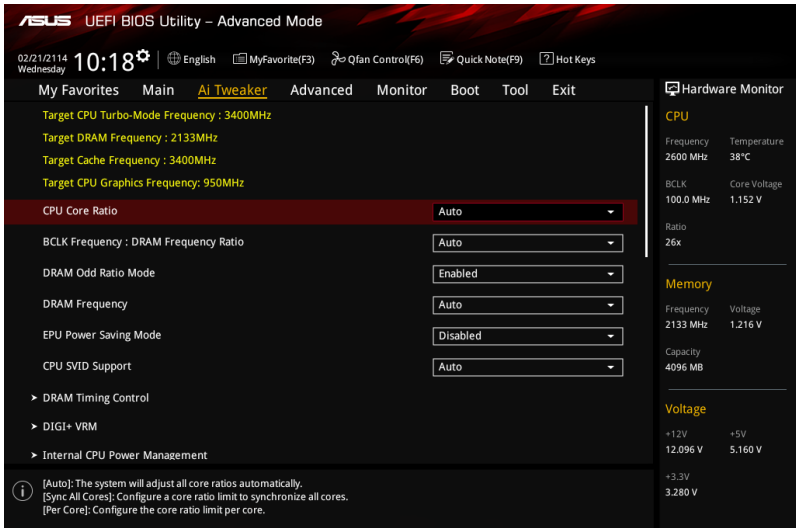 ASUS UEFI BIOS Utility – Advanced Mode
02/21/2114
Wednesday
10:18
English
MyFavorite(F3)
Qfan Control(F6)
Quick Note(F9)
? Hot Keys
My Favorites Main Ai Tweaker Advanced Monitor Boot Tool Exit
Target CPU Turbo-Mode Frequency : 3400MHz
Target DRAM Frequency : 2133MHz
Target Cache Frequency : 3400MHz
Target CPU Graphics Frequency: 950MHz
CPU Core Ratio Auto
BCLK Frequency : DRAM Frequency Ratio Auto
DRAM Odd Ratio Mode Enabled
DRAM Frequency Auto
EPU Power Saving Mode Disabled
CPU SVID Support Auto
> DRAM Timing Control
> DIGI+ VRM
> Internal CPU Power Management
[Auto]: The system will adjust all core ratios automatically.
[Sync All Cores]: Configure a core ratio limit to synchronize all cores.
[Per Core]: Configure the core ratio limit per core.
Hardware Monitor
CPU
Frequency Temperature
2600 MHz 38°C
BCLK Core Voltage
100.0 MHz 1.152 V
Ratio
26x
Memory
Frequency Voltage
2133 MHz 1.216 V
Capacity
4096 MB
Voltage
+12V +5V
12.096 V 5.160 V
+3.3V
3.280 V